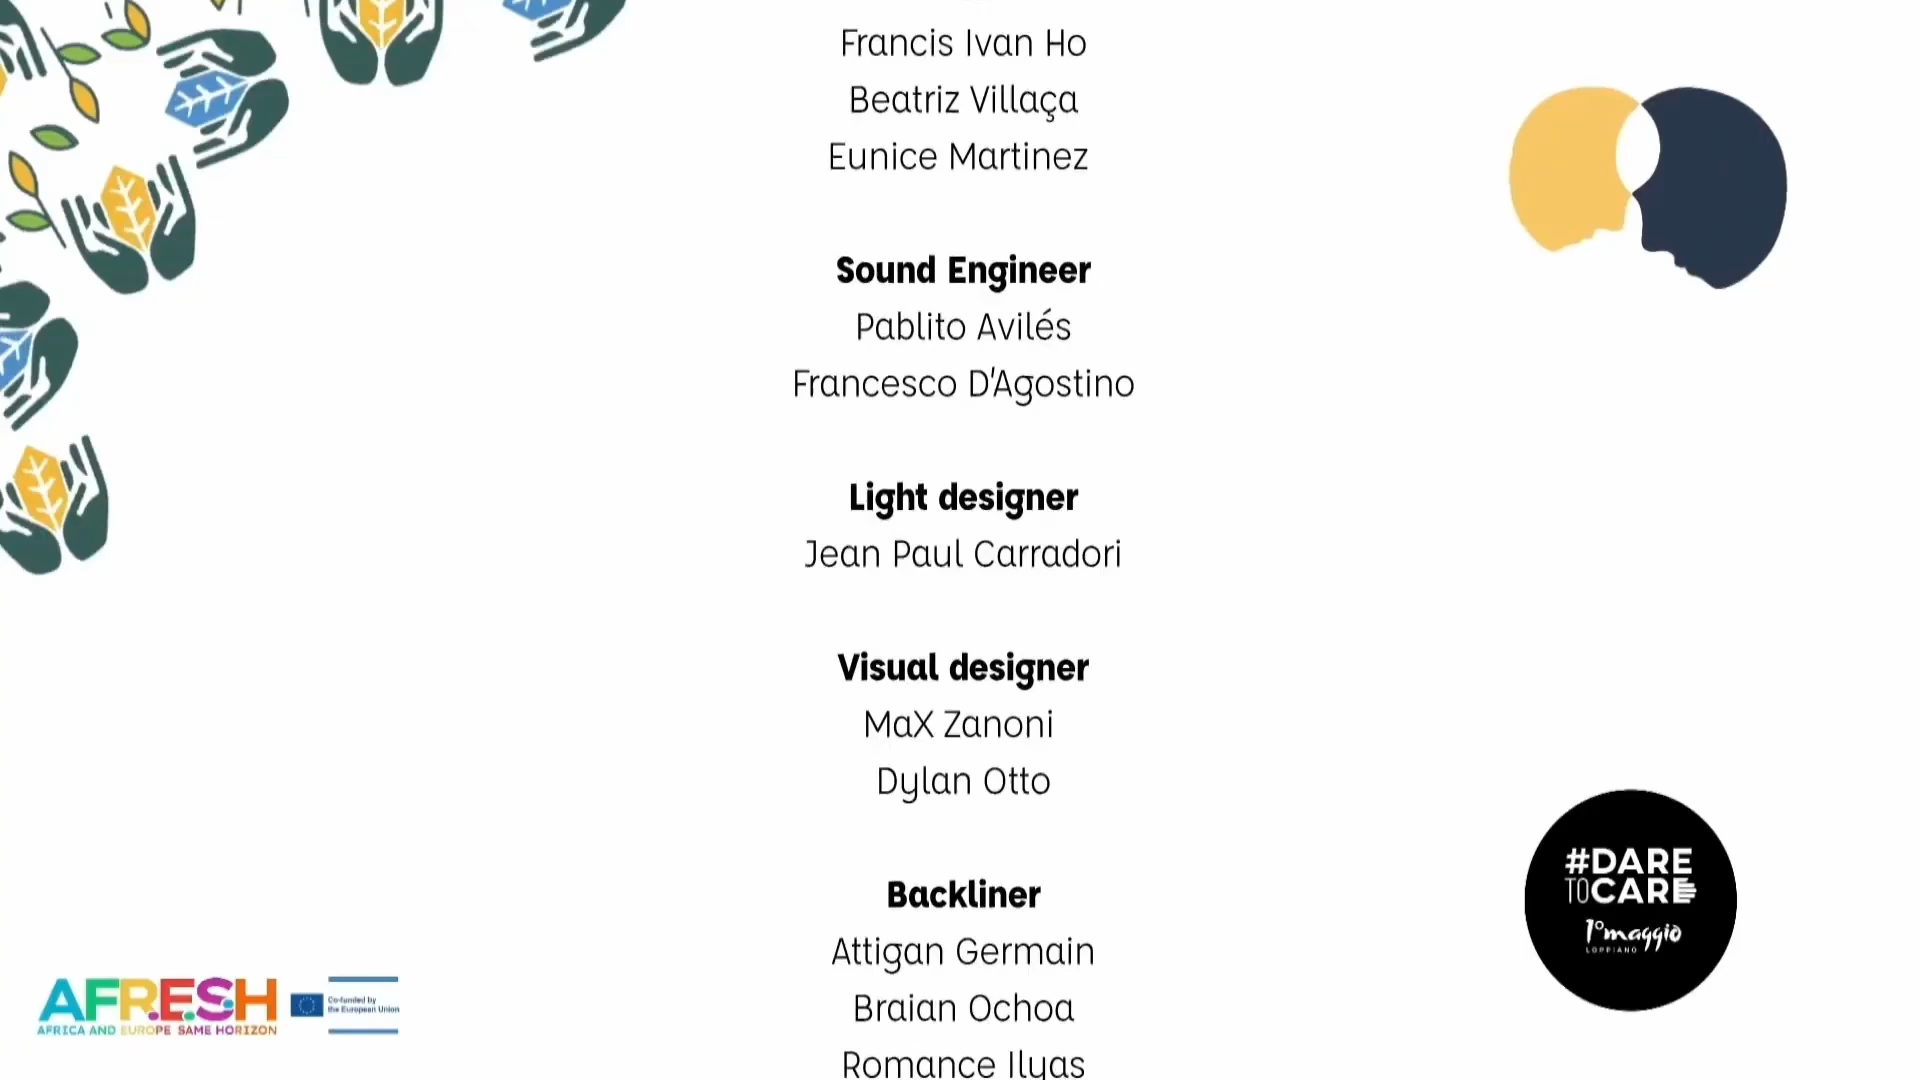 Francis Ivan Ho
Beatriz Villaça
Eunice Martinez
Sound Engineer
Pablito Avilés
Francesco D'Agostino
Light designer
Jean Paul Carradori
Visual designer
MaX Zanoni
Dylan Otto
Backliner
Attigan Germain
Braian Ochoa
Romance Ilyas
#DARE
TOCARE
1°maggio
LOPPIANO
AFRESH
AFRICA AND EUROPE SAME HORIZON
Co-funded by
the European Union